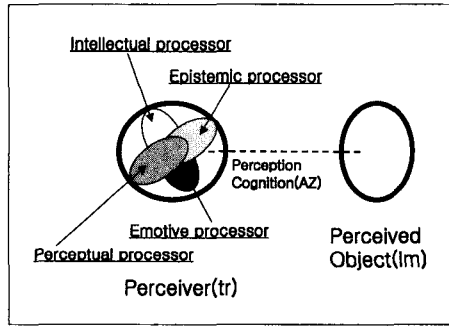 Intellectual processor
Epistemic processor
Perception
Cognition(AZ)
Emotive processor
Perceptual processor
Perceived
Object(lm)
Perceiver(tr)